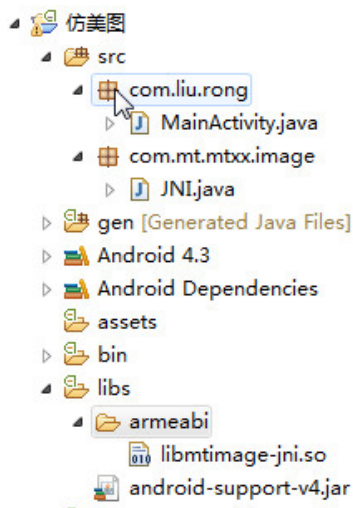 仿美图
src
com.liu.rong
MainActivity.java
com.mt.mtxx.image
JNI.java
gen [Generated Java Files]
Android 4.3
Android Dependencies
assets
bin
libs
armeabi
libmtimage-jni.so
android-support-v4.jar